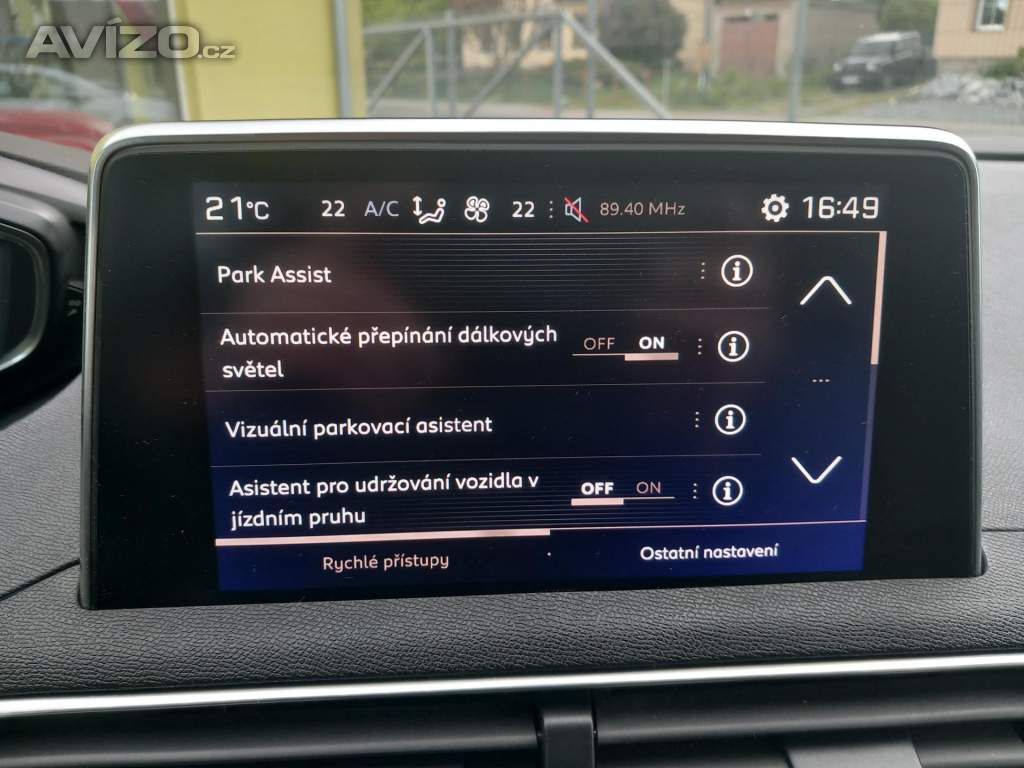 AVÍZO.cz
21°C 22 A/C 22 89.40 MHz 16:49
Park Assist
Automatické přepínání dálkových
světel
OFF ON
Vizuální parkovací asistent
Asistent pro udržování vozidla v
jízdním pruhu
OFF ON
Rychlé přístupy
Ostatní nastavení